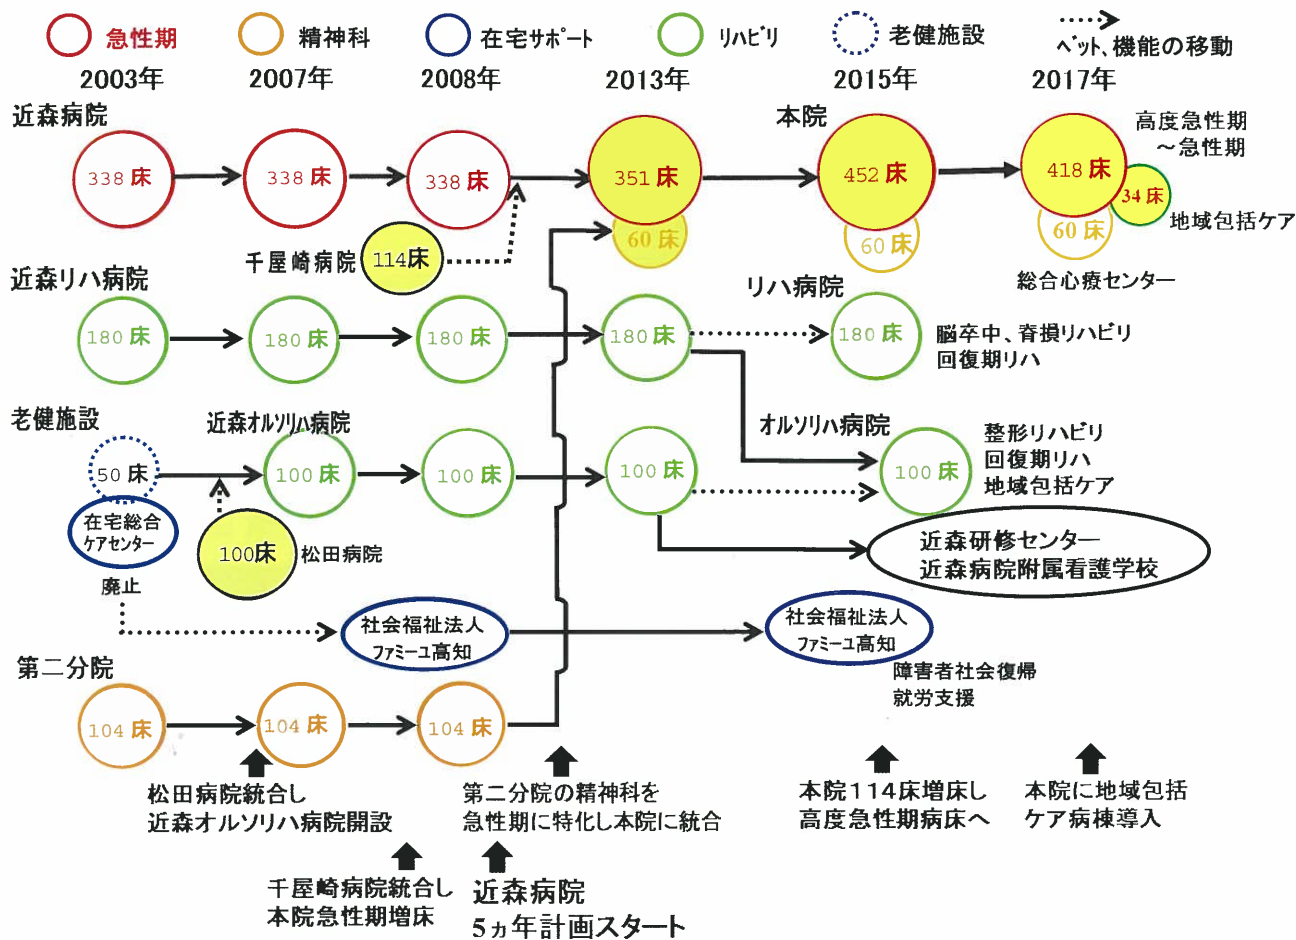 急性期
精神科
在宅サポート
リハビリ
老健施設
ベット、機能の移動
2003年
2007年
2008年
2013年
2015年
2017年
近森病院
本院
高度急性期
～急性期
338 床
338 床
338 床
351 床
452 床
418 床
34 床
地域包括ケア
60 床
60 床
60 床
総合心療センター
千屋崎病院
114床
近森リハ病院
リハ病院
180 床
180 床
180 床
180 床
180 床
脳卒中、脊損リハビリ
回復期リハ
老健施設
近森オルソリハ病院
オルソリハ病院
50 床
100 床
100 床
100 床
100 床
整形リハビリ
回復期リハ
地域包括ケア
在宅総合
ケアセンター
100床
松田病院
近森研修センター
近森病院附属看護学校
廃止
社会福祉法人
ファミーユ高知
社会福祉法人
ファミーユ高知
障害者社会復帰
就労支援
第二分院
104 床
104 床
104 床
松田病院統合し
近森オルソリハ病院開設
第二分院の精神科を
急性期に特化し本院に統合
本院114床増床し
高度急性期病床へ
本院に地域包括
ケア病棟導入
千屋崎病院統合し
本院急性期増床
近森病院
5ヵ年計画スタート